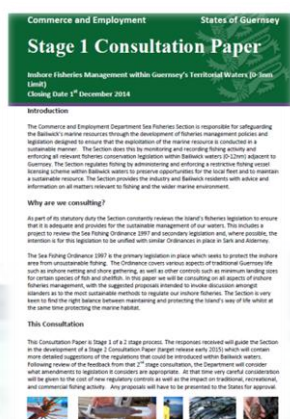 Commerce and Employment States of Guernsey
Stage 1 Consultation Paper
Inshore Fisheries Management within Guernsey's Territorial Waters (0-3nm
Limit)
Closing Date 1st December 2014
Introduction
The Commerce and Employment Department Sea Fisheries Section is responsible for safeguarding
the Bailiwick's marine resources through the development of fisheries management policies and
legislation designed to ensure that the exploitation of the marine resource is conducted in a
sustainable manner. The Section does this by monitoring and recording fishing activity and
enforcing all relevant fisheries conservation legislation within Bailiwick waters (0-12nm) adjacent to
Guernsey. The Section regulates fishing by administering and enforcing a restrictive fishing vessel
licensing scheme within Bailiwick waters to preserve opportunities for the local fleet and to maintain
a sustainable resource. The Section provides the industry and Bailiwick residents with advice and
information on all matters relevant to fishing and the wider marine environment.
Why are we consulting?
As part of its statutory duty the Section constantly reviews the Island's fisheries legislation to ensure
that it is adequate and provides for the sustainable management of our waters. This includes a
project to review the Sea Fishing Ordinance 1997 and secondary legislation and, where possible, the
intention is for this legislation to be unified with similar Ordinances in place in Sark and Alderney.
The Sea Fishing Ordinance 1997 is the primary legislation in place which seeks to protect the inshore
area from unsustainable fishing. The Ordinance covers various aspects of traditional Guernsey life
such as inshore netting and shore gathering, as well as other controls such as minimum landing sizes
for certain species of fish and shellfish. In this paper we will be consulting on all aspects of inshore
fisheries management, with the suggested proposals intended to invoke discussion amongst
islanders as to the most sustainable methods to regulate our inshore fisheries. The Section is very
keen to find the right balance between maintaining and protecting the Island's way of life whilst at
the same time protecting the marine habitat.
This Consultation
This Consultation Paper is Stage 1 of a 2 stage process. The responses received will guide the Section
in the development of a Stage 2 Consultation Paper (target release early 2015) which will contain
more detailed suggestions of the regulations that could be introduced within Bailiwick waters.
Following review of the feedback from the 2nd stage consultation, the Department will consider
what amendments to legislation it considers are appropriate. At that time very careful consideration
will be given to the cost of new regulatory controls as well as the impact on traditional, recreational,
and commercial fishing activity. Any proposals will have to be presented to the States for approval.